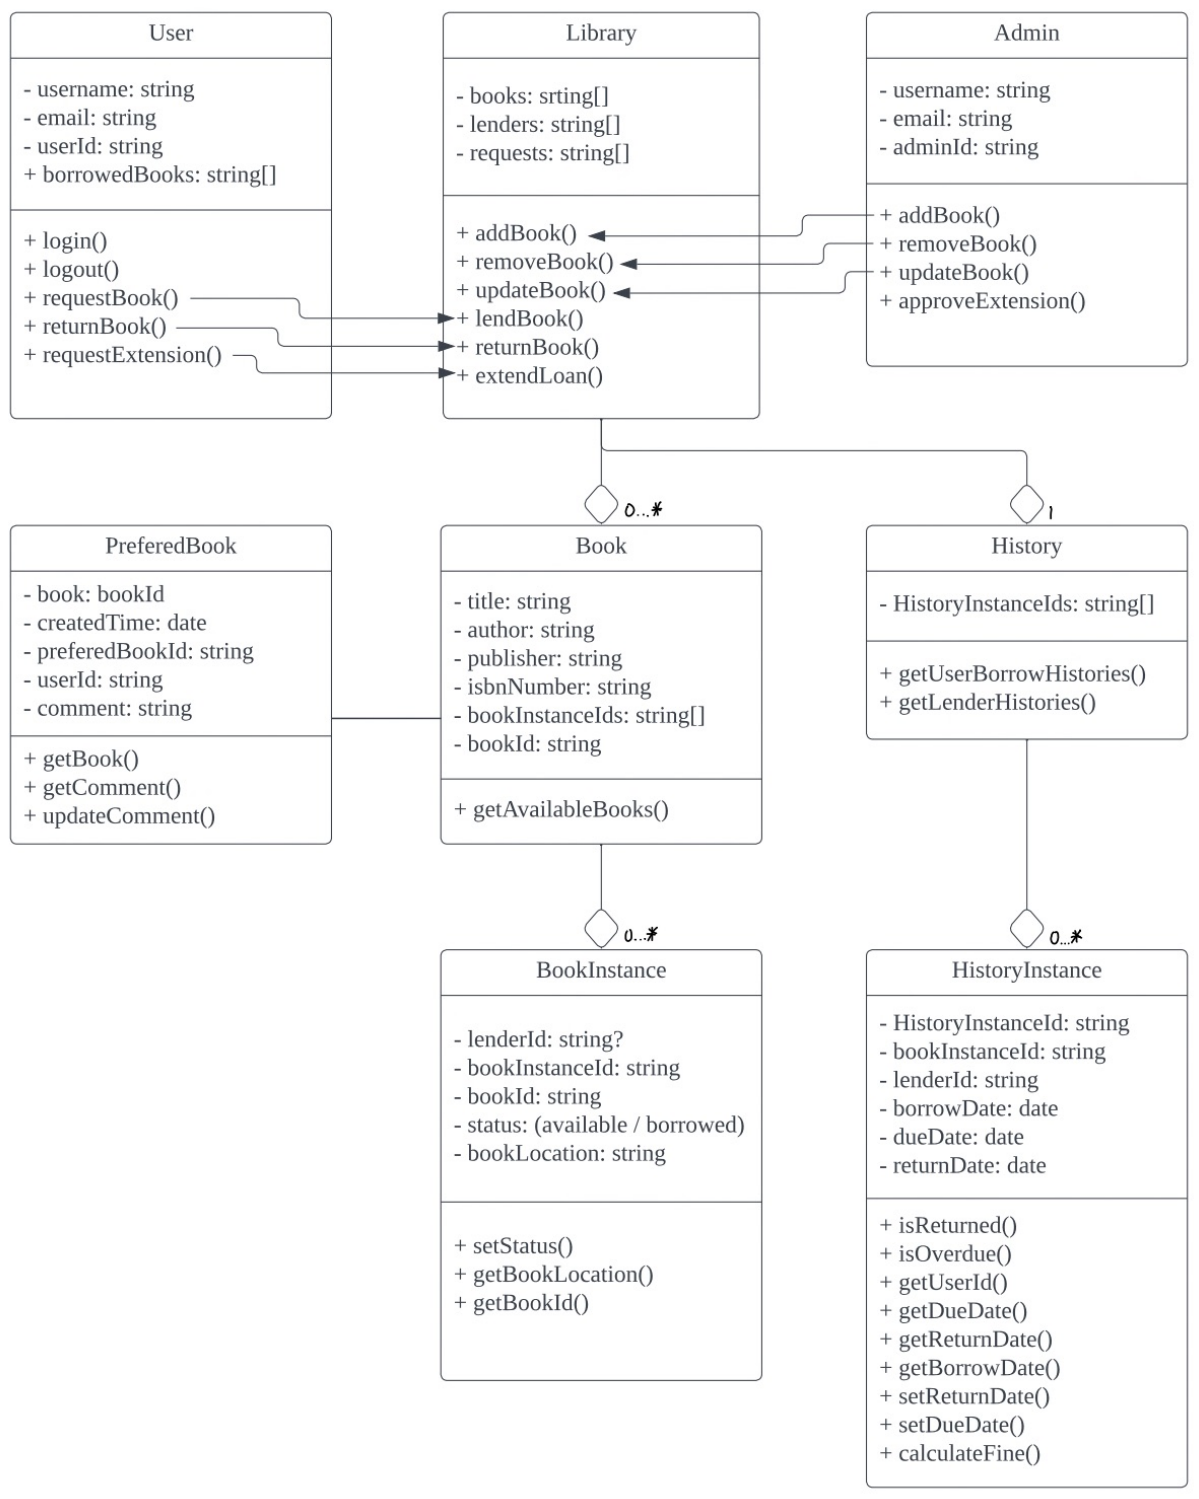 User
- username: string
- email: string
- userId: string
+ borrowedBooks: string[]
+ login()
+ logout()
+ requestBook()
+ returnBook()
+ requestExtension()
Library
- books: srting[]
- lenders: string[]
- requests: string[]
+ addBook()
+ removeBook()
+ updateBook()
+ lendBook()
+ returnBook()
+ extendLoan()
Admin
- username: string
- email: string
- adminId: string
+ addBook()
+ removeBook()
+ updateBook()
+ approveExtension()
0...*
1
PreferedBook
- book: bookId
- createdTime: date
- preferedBookId: string
- userId: string
- comment: string
+ getBook()
+ getComment()
+ updateComment()
Book
- title: string
- author: string
- publisher: string
- isbnNumber: string
- bookInstanceIds: string[]
- bookId: string
+ getAvailableBooks()
History
- HistoryInstanceIds: string[]
+ getUserBorrowHistories()
+ getLenderHistories()
0...*
0...*
BookInstance
- lenderId: string?
- bookInstanceId: string
- bookId: string
- status: (available / borrowed)
- bookLocation: string
+ setStatus()
+ getBookLocation()
+ getBookId()
HistoryInstance
- HistoryInstanceId: string
- bookInstanceId: string
- lenderId: string
- borrowDate: date
- dueDate: date
- returnDate: date
+ isReturned()
+ isOverdue()
+ getUserId()
+ getDueDate()
+ getReturnDate()
+ getBorrowDate()
+ setReturnDate()
+ setDueDate()
+ calculateFine()